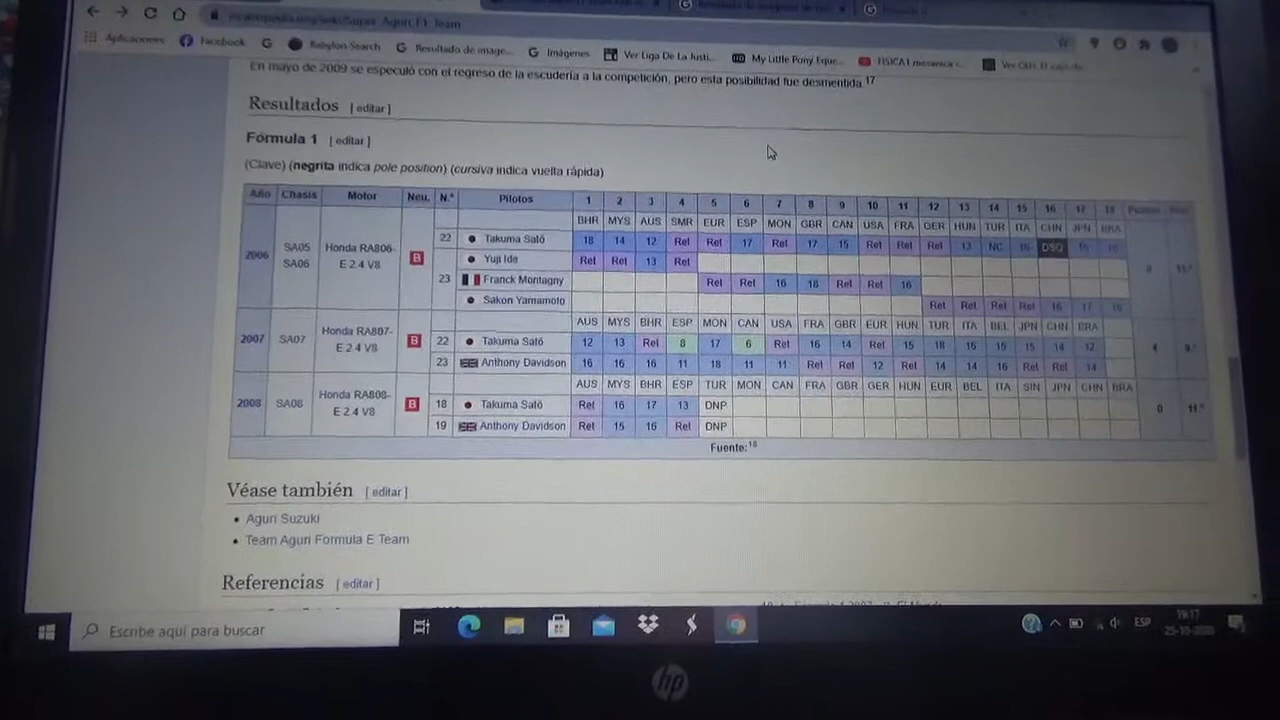 Super_Aguri_F1_Team
Aplicaciones Facebook Babylon Search Resultado de image... Imágenes Ver Liga De La Justi... My Little Pony Eque... FISICA1 mecanica c...
En mayo de 2009 se especuló con el regreso de la escudería a la competición, pero esta posibilidad fue desmentida.17
Resultados [ editar ]
Fórmula 1 [ editar ]
(Clave) (negrita indica pole position) (cursiva indica vuelta rápida)
Año Chasis Motor Neu. N.º Pilotos 1 2 3 4 5 6 7 8 9 10 11 12 13 14 15 16 17 18
BHR MYS AUS SMR EUR ESP MON GBR CAN USA FRA GER HUN TUR ITA CHN JPN BRA
2006 SA05 SA06 Honda RA806-E 2.4 V8 B
22 Takuma Satō 18 14 12 Ret Ret 17 Ret 17 15 Ret Ret Ret 13 NC 16 DSQ
Yuji Ide Ret Ret 13 Ret
23 Franck Montagny Ret Ret 16 18 Ret Ret 16
Sakon Yamamoto Ret Ret Ret Ret 16 17 16
AUS MYS BHR ESP MON CAN USA FRA GBR EUR HUN TUR ITA BEL JPN CHN BRA
2007 SA07 Honda RA807-E 2.4 V8 B 4 9.º
22 Takuma Satō 12 13 Ret 8 17 6 Ret 16 14 Ret 15 18 16 15 15 14 12
23 Anthony Davidson 16 16 16 11 18 11 11 Ret Ret 12 Ret 14 14 16 Ret Ret 14
AUS MYS BHR ESP TUR MON CAN FRA GBR GER HUN EUR BEL ITA SIN JPN CHN BRA
2008 SA08 Honda RA808-E 2.4 V8 B 0 11.º
18 Takuma Satō Ret 16 17 13 DNP
19 Anthony Davidson Ret 15 16 Ret DNP
Fuente:18
Véase también [ editar ]
Aguri Suzuki
Team Aguri Formula E Team
Referencias [ editar ]
Escribe aquí para buscar
ESP
19:17
25-10-2020
hp